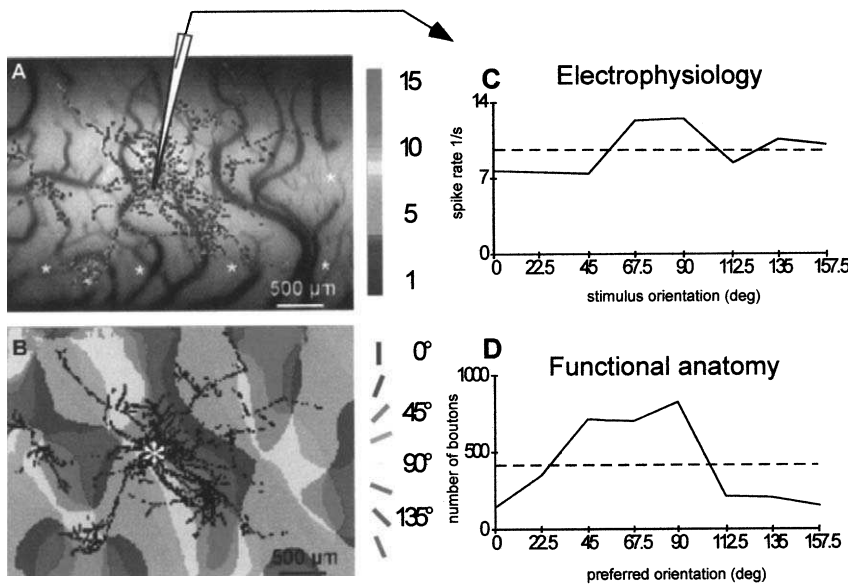 A
500 µm
15
10
5
1
C
Electrophysiology
14
7
0
spike rate 1/s
0 22.5 45 67.5 90 112.5 135 157.5
stimulus orientation (deg)
B
500 µm
0°
45°
90°
135°
D
Functional anatomy
1000
500
0
number of boutons
0 22.5 45 67.5 90 112.5 135 157.5
preferred orientation (deg)